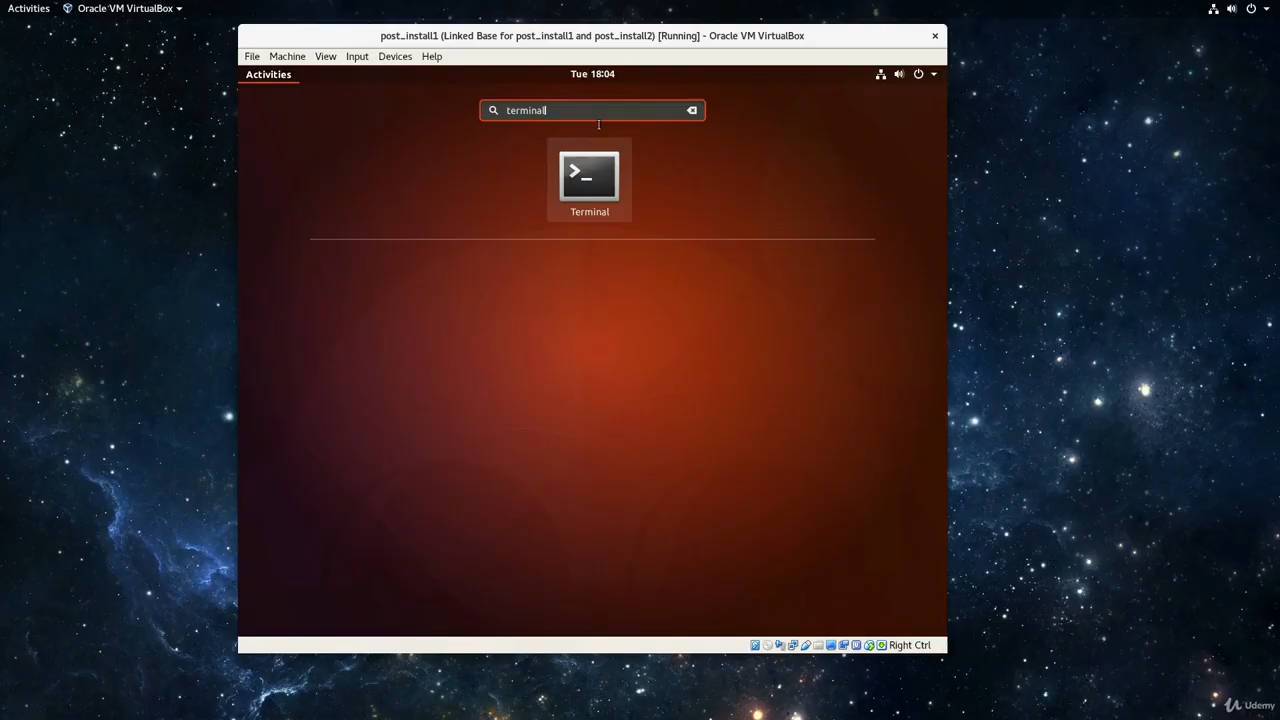 Activities Oracle VM VirtualBox
post_install1 (Linked Base for post_install1 and post_install2) [Running] - Oracle VM VirtualBox
File Machine View Input Devices Help
Activities Tue 18:04
terminal
Terminal
Right Ctrl
Udemy